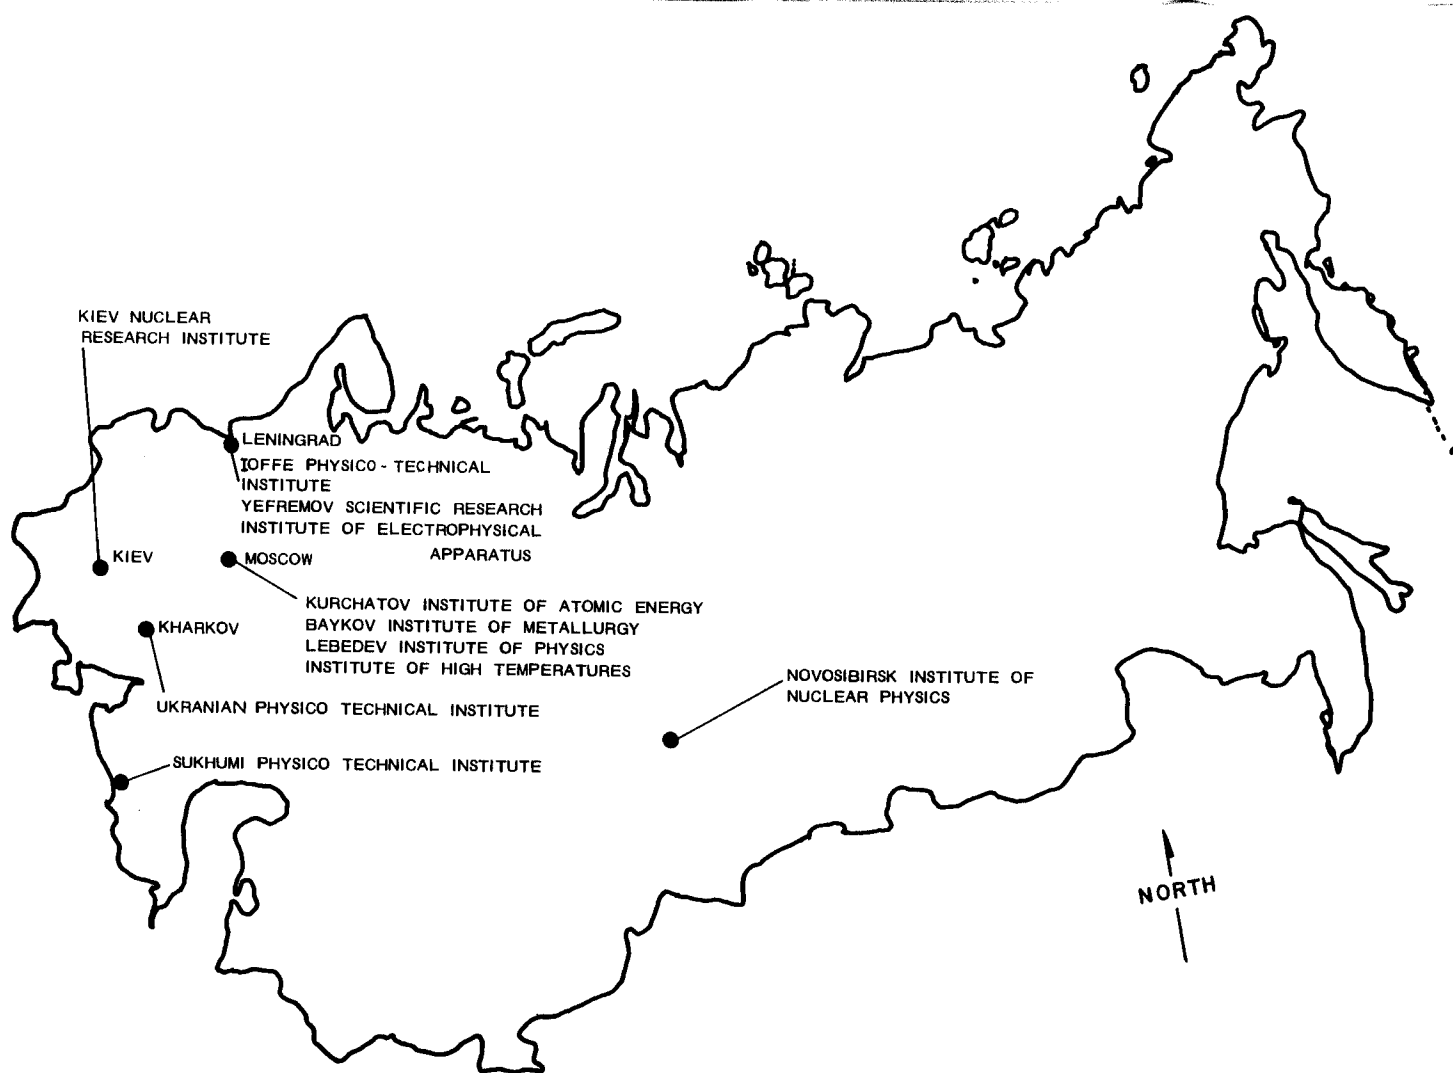 KIEV NUCLEAR
RESEARCH INSTITUTE
LENINGRAD
IOFFE PHYSICO-TECHNICAL
INSTITUTE
YEFREMOV SCIENTIFIC RESEARCH
INSTITUTE OF ELECTROPHYSICAL
APPARATUS
KIEV
MOSCOW
KURCHATOV INSTITUTE OF ATOMIC ENERGY
BAYKOV INSTITUTE OF METALLURGY
LEBEDEV INSTITUTE OF PHYSICS
INSTITUTE OF HIGH TEMPERATURES
KHARKOV
UKRANIAN PHYSICO TECHNICAL INSTITUTE
NOVOSIBIRSK INSTITUTE OF
NUCLEAR PHYSICS
SUKHUMI PHYSICO TECHNICAL INSTITUTE
NORTH